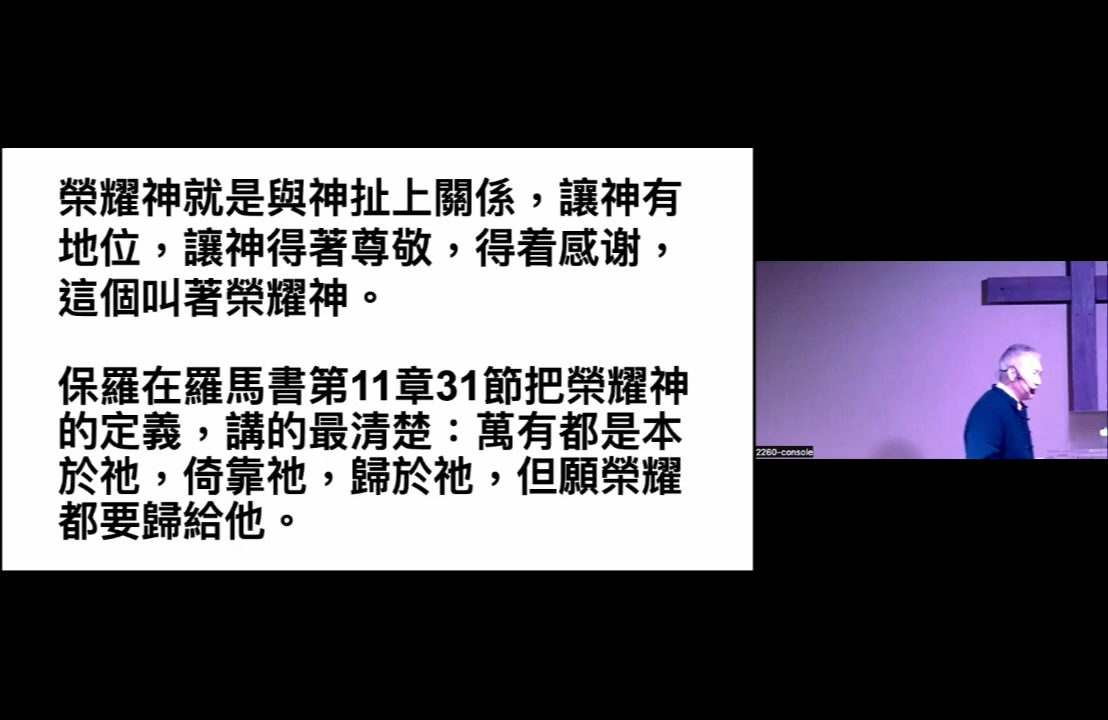 榮耀神就是與神扯上關係，讓神有
地位，讓神得著尊敬，得着感谢，
這個叫著榮耀神。
保羅在羅馬書第11章31節把榮耀神
的定義，講的最清楚：萬有都是本
於祂，倚靠祂，歸於祂，但願榮耀
都要歸給他。
2260-console